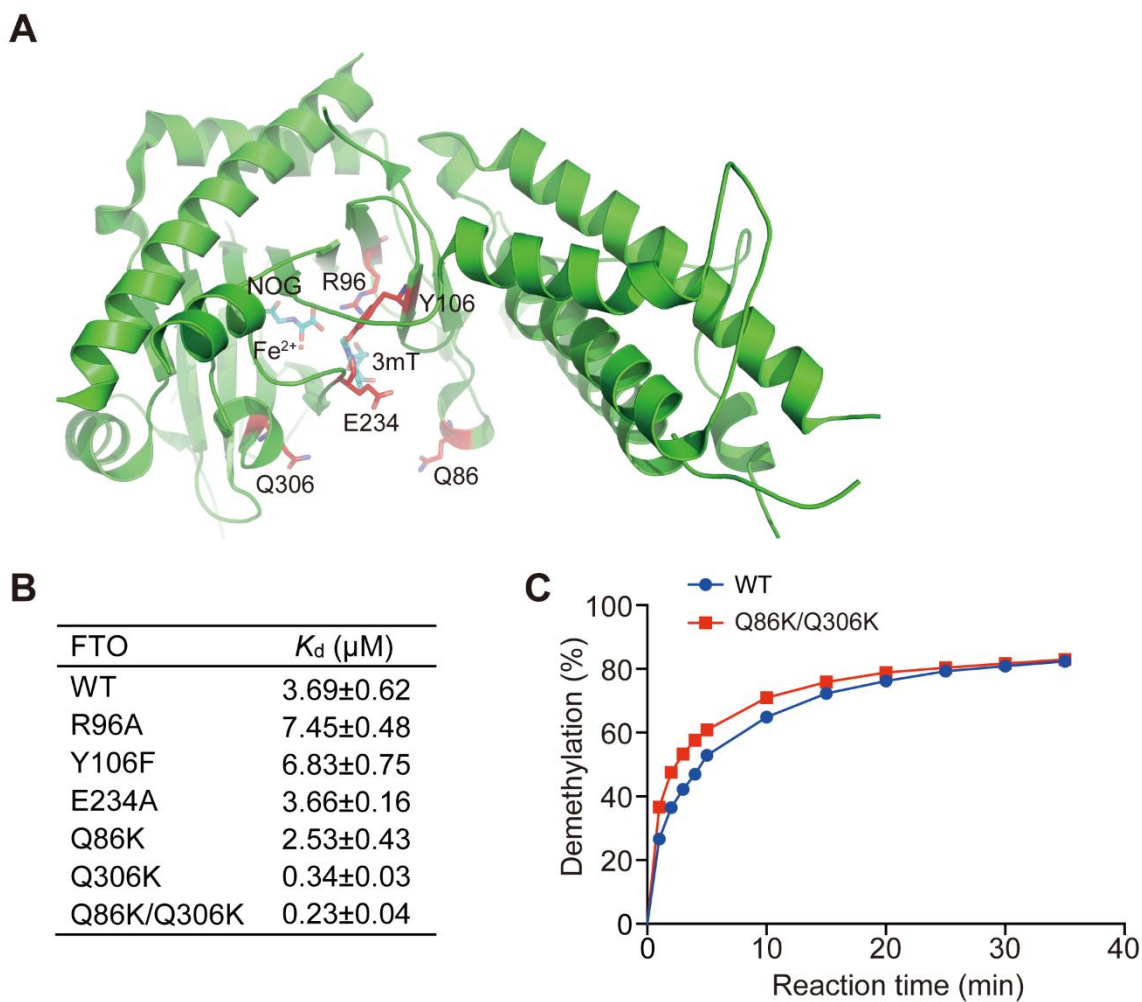 A
NOG
R96
Y106
Fe²⁺
3mT
E234
Q306
Q86
B
FTO Kd (μM)
WT 3.69±0.62
R96A 7.45±0.48
Y106F 6.83±0.75
E234A 3.66±0.16
Q86K 2.53±0.43
Q306K 0.34±0.03
Q86K/Q306K 0.23±0.04
C
WT
Q86K/Q306K
Demethylation (%)
100
80
60
40
20
0
0 10 20 30 40
Reaction time (min)